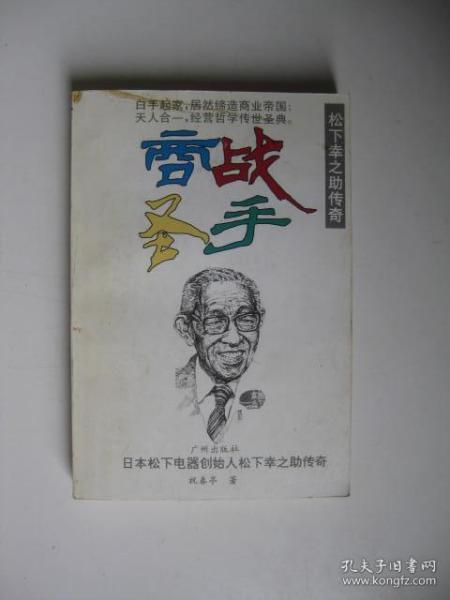 白手起家，居然缔造商业帝国；
天人合一，经营哲学传世圣典。
松下幸之助传奇
商战
圣手
广州出版社
日本松下电器创始人松下幸之助传奇
祝春亭 著
孔夫子旧书网
www.kongfz.com